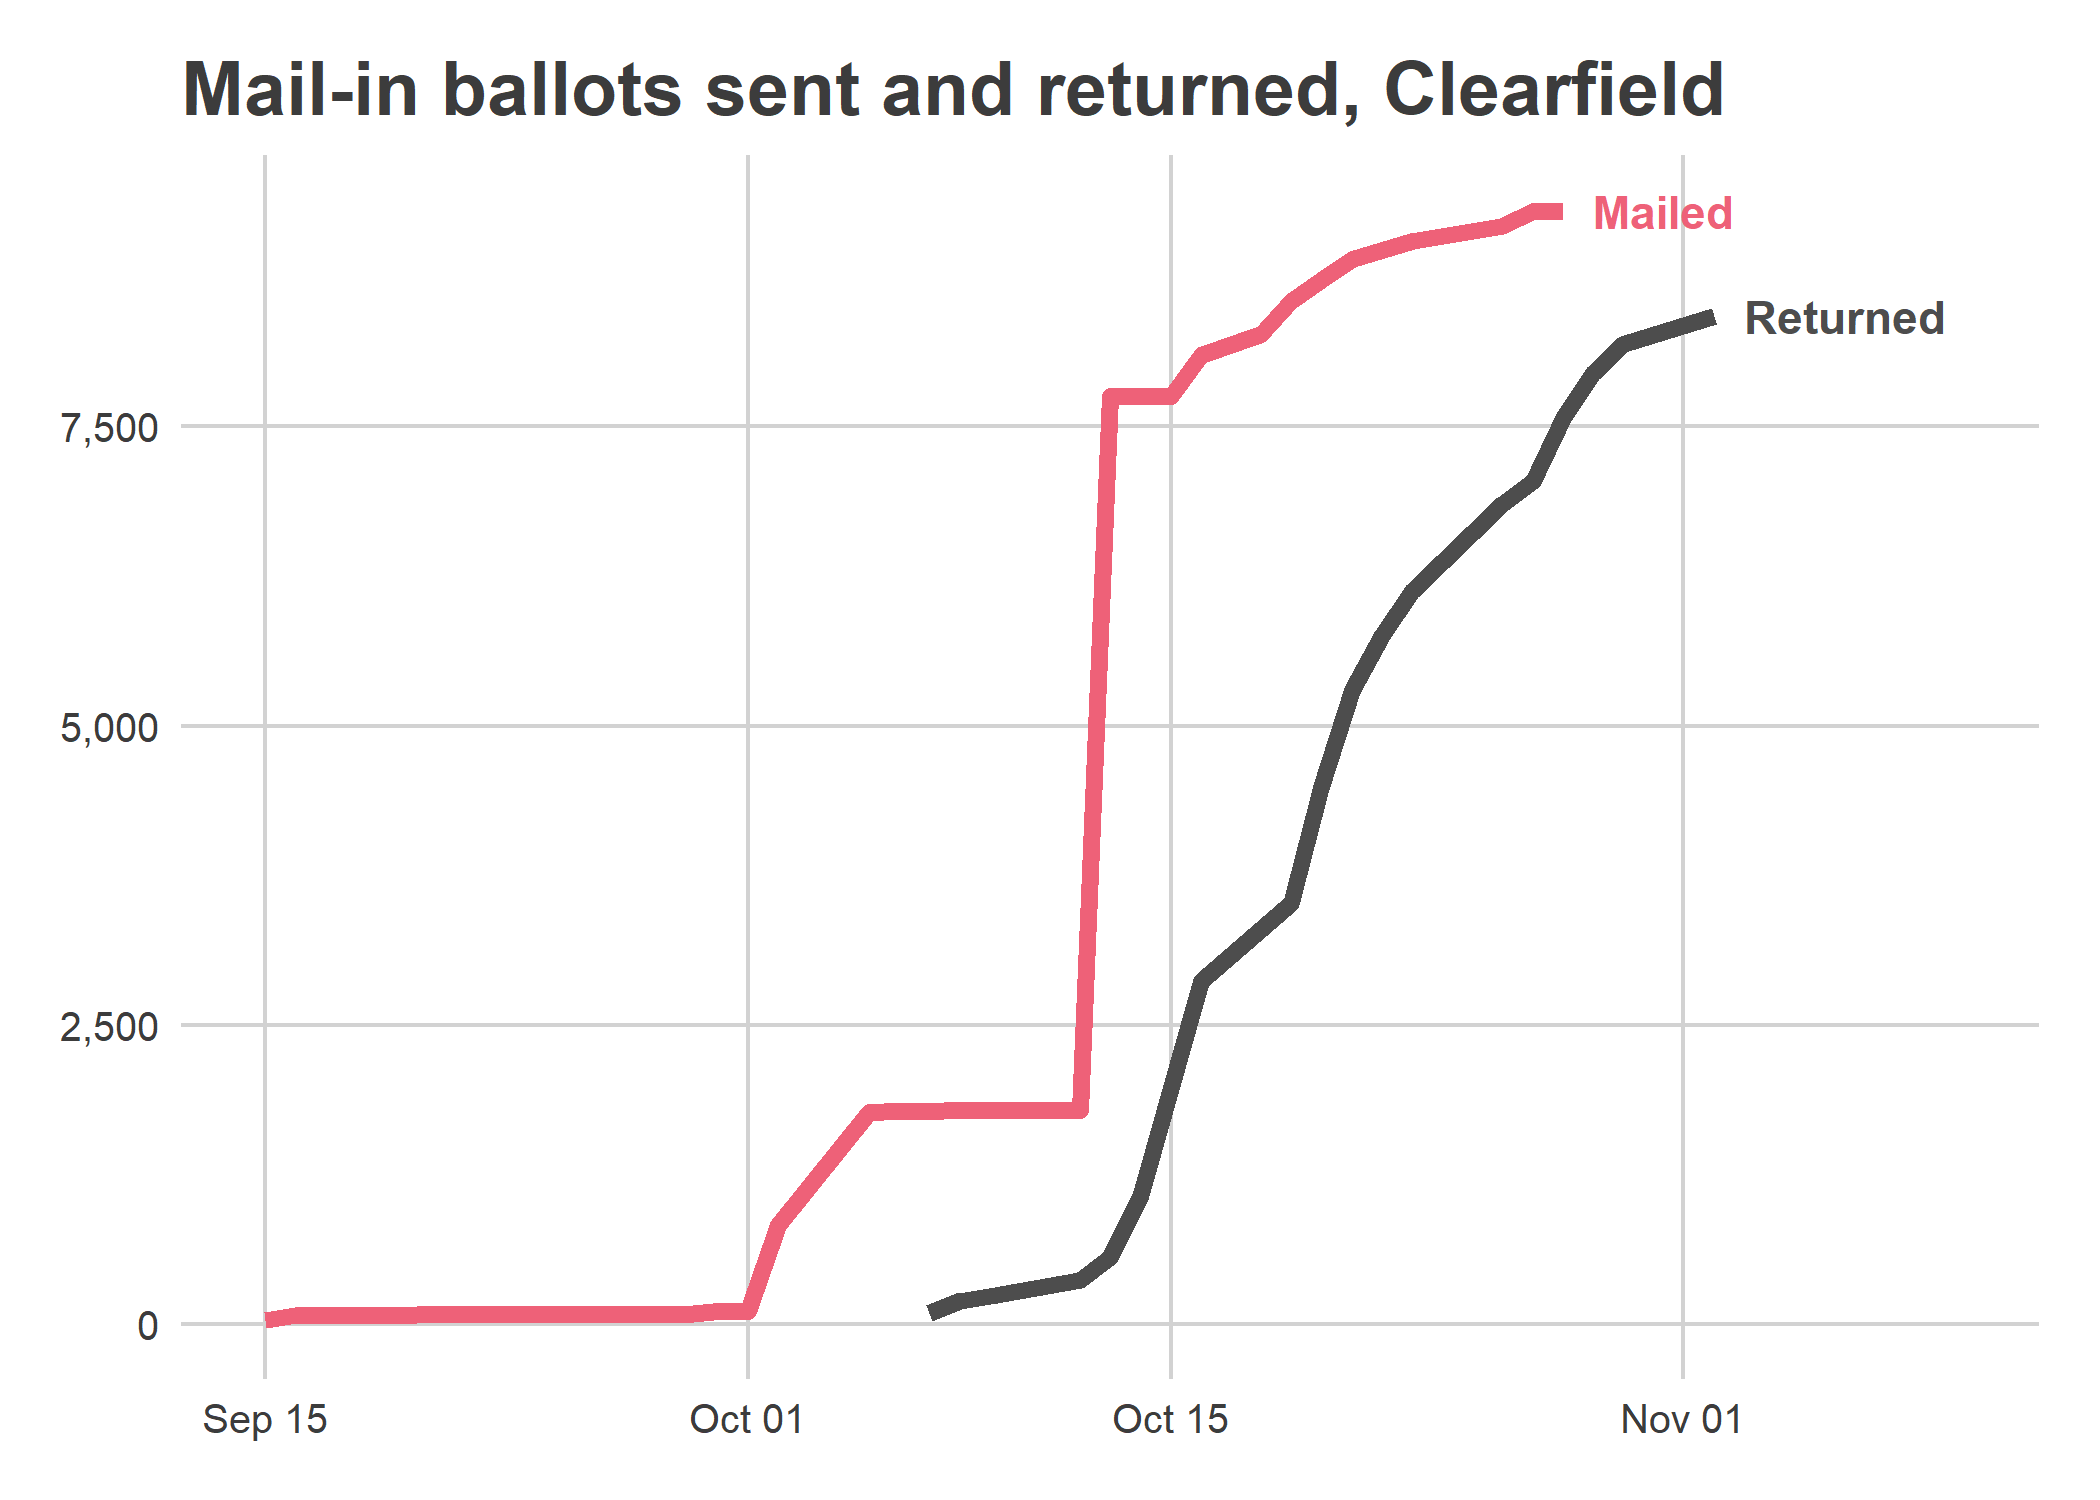 Mail-in ballots sent and returned, Clearfield
Mailed
Returned
7,500
5,000
2,500
0
Sep 15
Oct 01
Oct 15
Nov 01